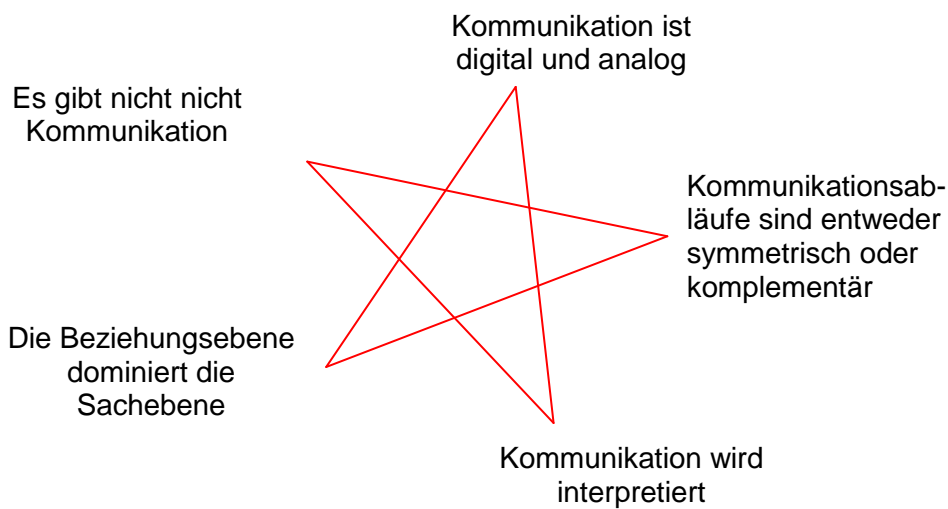 Kommunikation ist
digital und analog
Es gibt nicht nicht
Kommunikation
Kommunikationsab-
läufe sind entweder
symmetrisch oder
komplementär
Die Beziehungsebene
dominiert die
Sachebene
Kommunikation wird
interpretiert